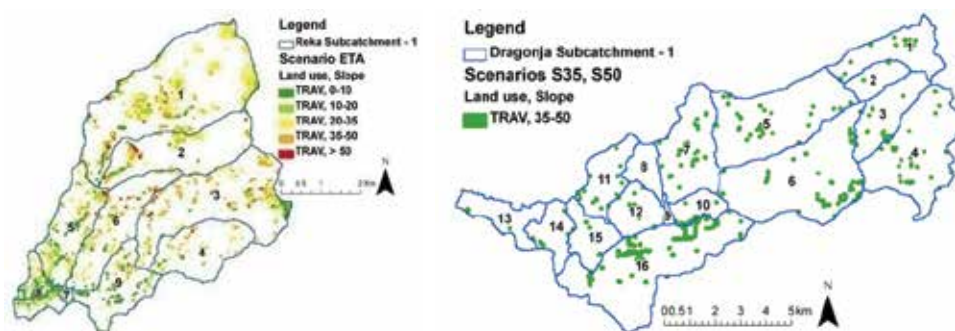 Legend
Reka Subcatchment - 1
Scenario ETA
Land use, Slope
TRAV, 0-10
TRAV, 10-20
TRAV, 20-35
TRAV, 35-50
TRAV, > 50
N
1
2
3
4
5
6
7
9
Legend
Dragonja Subcatchment - 1
Scenarios S35, S50
Land use, Slope
TRAV, 35-50
1
2
3
4
5
6
7
8
9
10
11
12
13
14
15
16
N
0 0.5 1 2 3 4 5 km